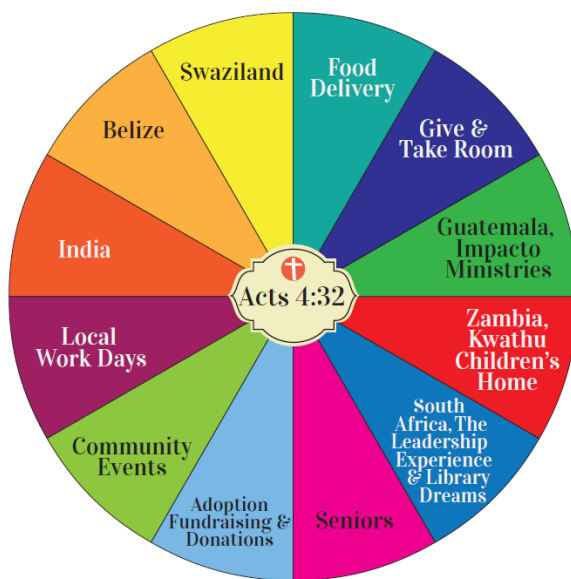 Swaziland
Food
Delivery
Give &
Take Room
Guatemala,
Impacto
Ministries
Zambia,
Kwathu
Children's
Home
South
Africa, The
Leadership
Experience
& Library
Dreams
Seniors
Adoption
Fundraising &
Donations
Community
Events
Local
Work Days
India
Belize
Acts 4:32